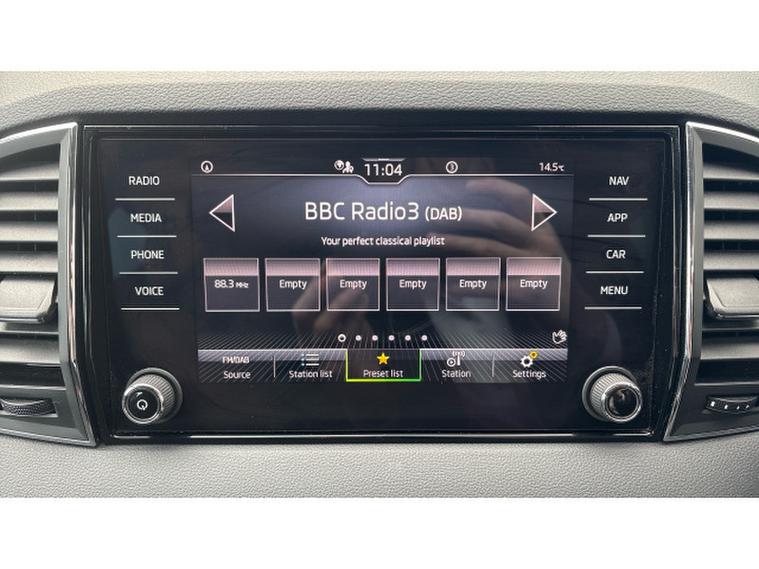 RADIO
MEDIA
PHONE
VOICE
11:04
14.5°C
BBC Radio3 (DAB)
Your perfect classical playlist
88.3 MHz
Empty
Empty
Empty
Empty
Empty
FM/DAB
Source
Station list
Preset list
Station
Settings
NAV
APP
CAR
MENU